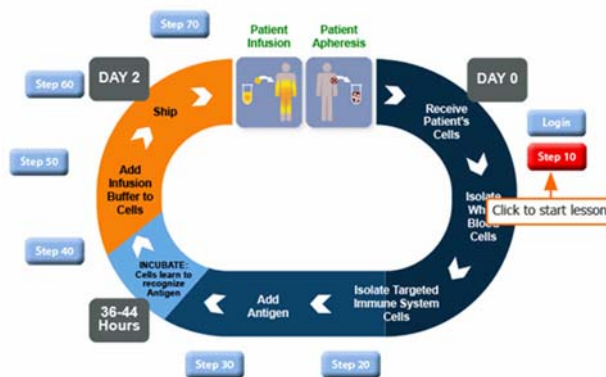 Step 70
Patient
Infusion
Patient
Apheresis
Step 60
DAY 2
DAY 0
Ship
Receive
Patient's
Cells
Login
Step 10
Step 50
Add
Infusion
Buffer to
Cells
Isolate
Click to start lesson
Blood
Cells
Step 40
INCUBATE:
Cells learn to
recognize
Antigen
36-44
Hours
Add
Antigen
Isolate Targeted
Immune System
Cells
Step 30
Step 20